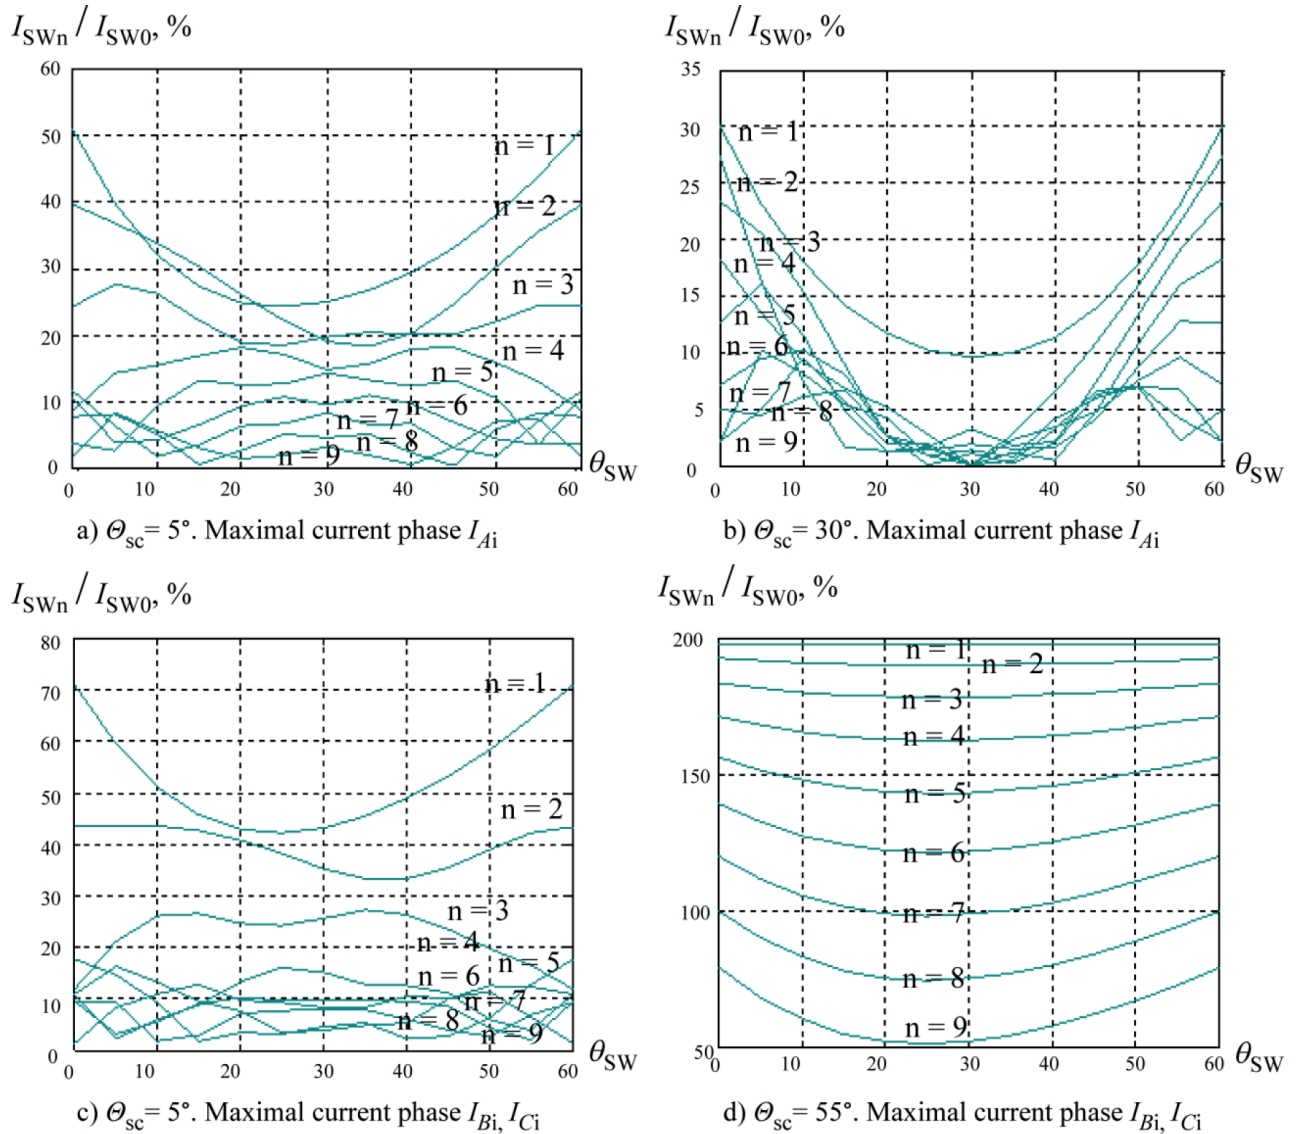 I_SWn / I_SW0, %
60
50
40
30
20
10
0
n = 1
n = 2
n = 3
n = 4
n = 5
n = 6
n = 7
n = 8
n = 9
0 10 20 30 40 50 60
θ_SW
a) Θ_sc= 5°. Maximal current phase I_Ai
I_SWn / I_SW0, %
35
30
25
20
15
10
5
0
n = 1
n = 2
n = 3
n = 4
n = 5
n = 6
n = 7
n = 8
n = 9
0 10 20 30 40 50 60
θ_SW
b) Θ_sc= 30°. Maximal current phase I_Ai
I_SWn / I_SW0, %
80
70
60
50
40
30
20
10
0
n = 1
n = 2
n = 3
n = 4
n = 5
n = 6
n = 7
n = 8
n = 9
0 10 20 30 40 50 60
θ_SW
c) Θ_sc= 5°. Maximal current phase I_Bi, I_Ci
I_SWn / I_SW0, %
200
150
100
50
n = 1
n = 2
n = 3
n = 4
n = 5
n = 6
n = 7
n = 8
n = 9
0 10 20 30 40 50 60
θ_SW
d) Θ_sc= 55°. Maximal current phase I_Bi, I_Ci